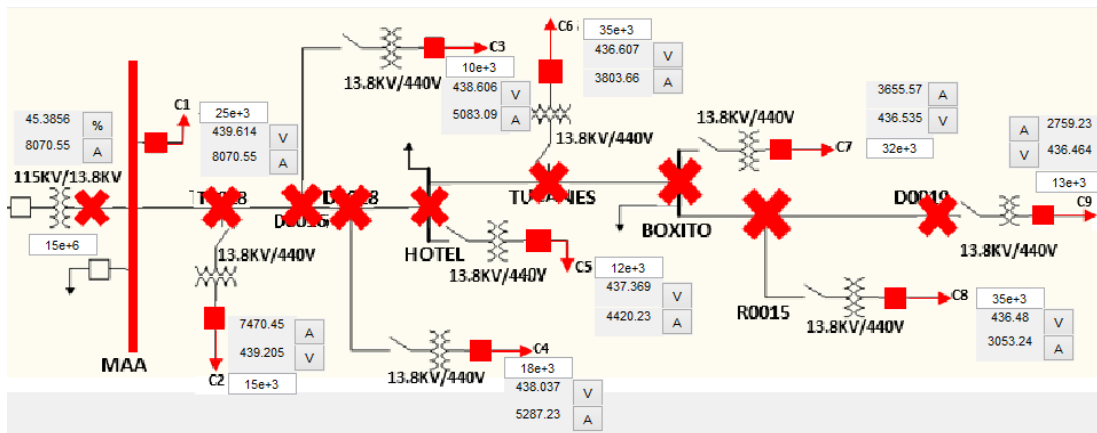 C6
35e+3
436.607 V
3803.66 A
C3
10e+3
438.606 V
5083.09 A
13.8KV/440V
13.8KV/440V
3655.57 A
436.535 V
32e+3
13.8KV/440V
C7
A 2759.23
V 436.464
13e+3
C9
45.3856 %
8070.55 A
C1
25e+3
439.614 V
8070.55 A
115KV/13.8KV
15e+6
HOTEL
BOXITO
13.8KV/440V
13.8KV/440V
13.8KV/440V
C5
12e+3
437.369 V
4420.23 A
R0015
13.8KV/440V
C8
35e+3
436.48 V
3053.24 A
MAA
C2
7470.45 A
439.205 V
15e+3
13.8KV/440V
C4
18e+3
438.037 V
5287.23 A